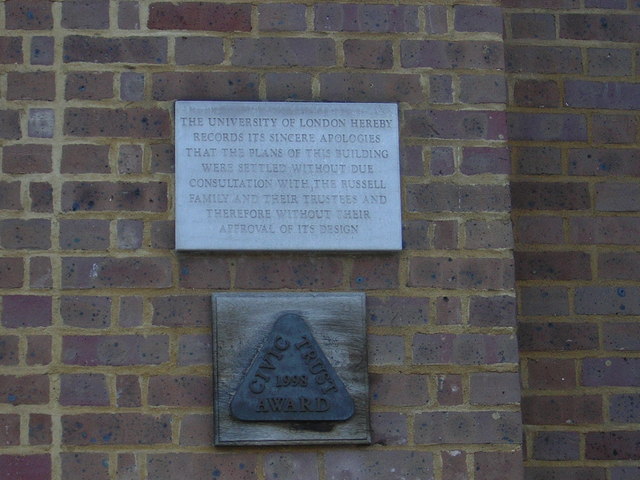 THE UNIVERSITY OF LONDON HEREBY
RECORDS ITS SINCERE APOLOGIES
THAT THE PLANS OF THIS BUILDING
WERE SETTLED WITHOUT DUE
CONSULTATION WITH THE RUSSELL
FAMILY AND THEIR TRUSTEES AND
THEREFORE WITHOUT THEIR
APPROVAL OF ITS DESIGN
CIVIC TRUST
1998
AWARD